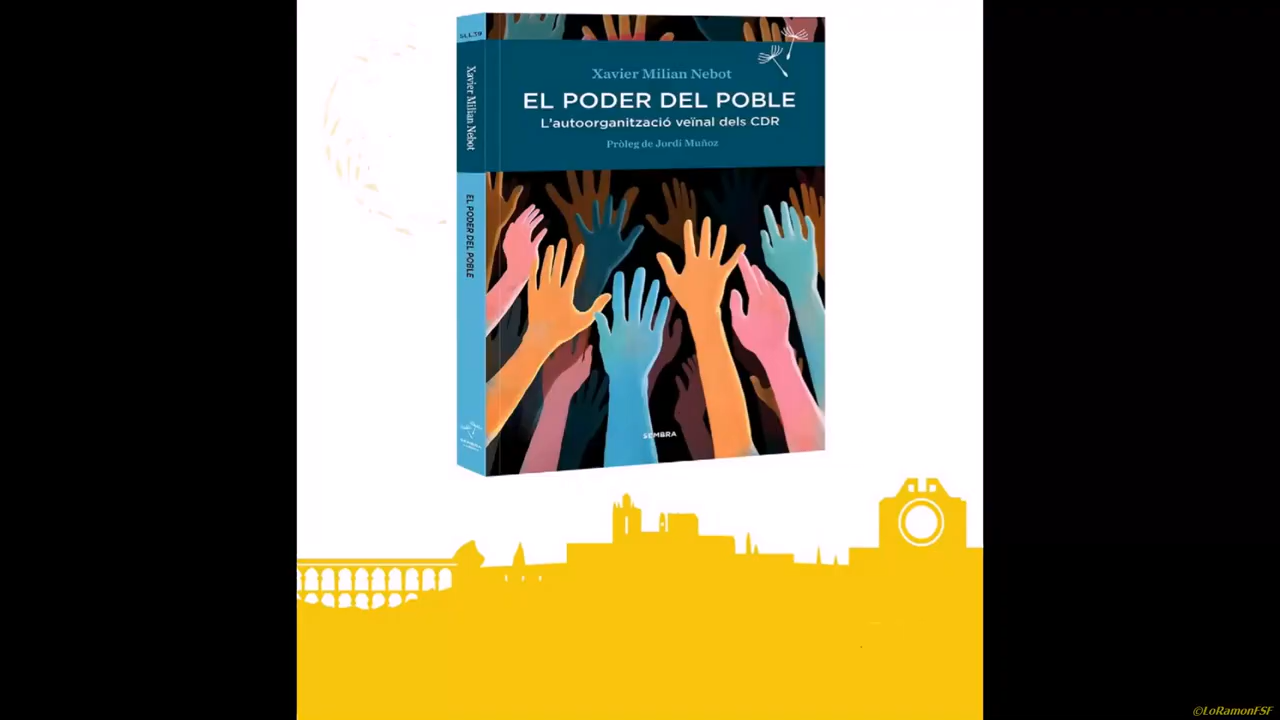 Xavier Milian Nebot
EL PODER DEL POBLE
L'autoorganització veïnal dels CDR
Pròleg de Jordi Muñoz
SEMBRA
Xavier Milian Nebot
EL PODER DEL POBLE
©LoRamonFSF